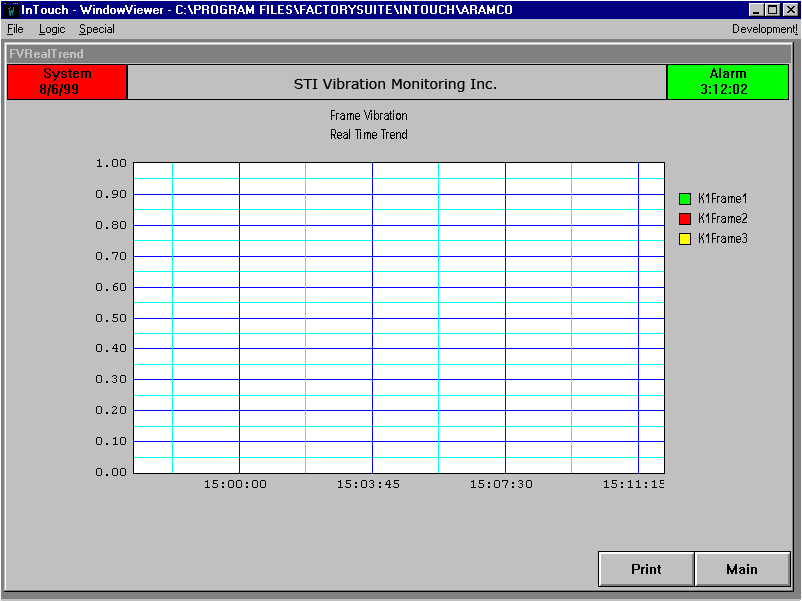 InTouch - WindowViewer - C:\PROGRAM FILES\FACTORYSUITE\INTOUCH\ARAMCO
File Logic Special Development!
FVRealTrend
System
8/6/99
STI Vibration Monitoring Inc.
Alarm
3:12:02
Frame Vibration
Real Time Trend
1.00
0.90
0.80
0.70
0.60
0.50
0.40
0.30
0.20
0.10
0.00
15:00:00 15:03:45 15:07:30 15:11:15
K1Frame1
K1Frame2
K1Frame3
Print Main